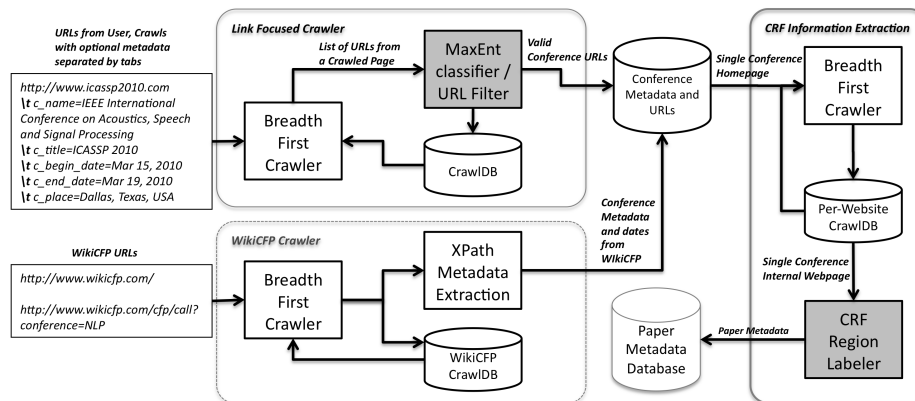 URLs from User, Crawls
with optional metadata
separated by tabs
http://www.icassp2010.com
\t c_name=IEEE International
Conference on Acoustics, Speech
and Signal Processing
\t c_title=ICASSP 2010
\t c_begin_date=Mar 15, 2010
\t c_end_date=Mar 19, 2010
\t c_place=Dallas, Texas, USA
Link Focused Crawler
List of URLs from
a Crawled Page
Breadth
First
Crawler
MaxEnt
classifier /
URL Filter
CrawlDB
Valid
Conference URLs
Conference
Metadata
and URLs
Single Conference
Homepage
CRF Information Extraction
Breadth
First
Crawler
Per-Website
CrawlDB
Single Conference
Internal Webpage
CRF
Region
Labeler
Paper Metadata
Paper
Metadata
Database
WikiCFP URLs
http://www.wikicfp.com/
http://www.wikicfp.com/cfp/call?
conference=NLP
WikiCFP Crawler
Breadth
First
Crawler
XPath
Metadata
Extraction
WikiCFP
CrawlDB
Conference
Metadata
and dates
from
WIkiCFP